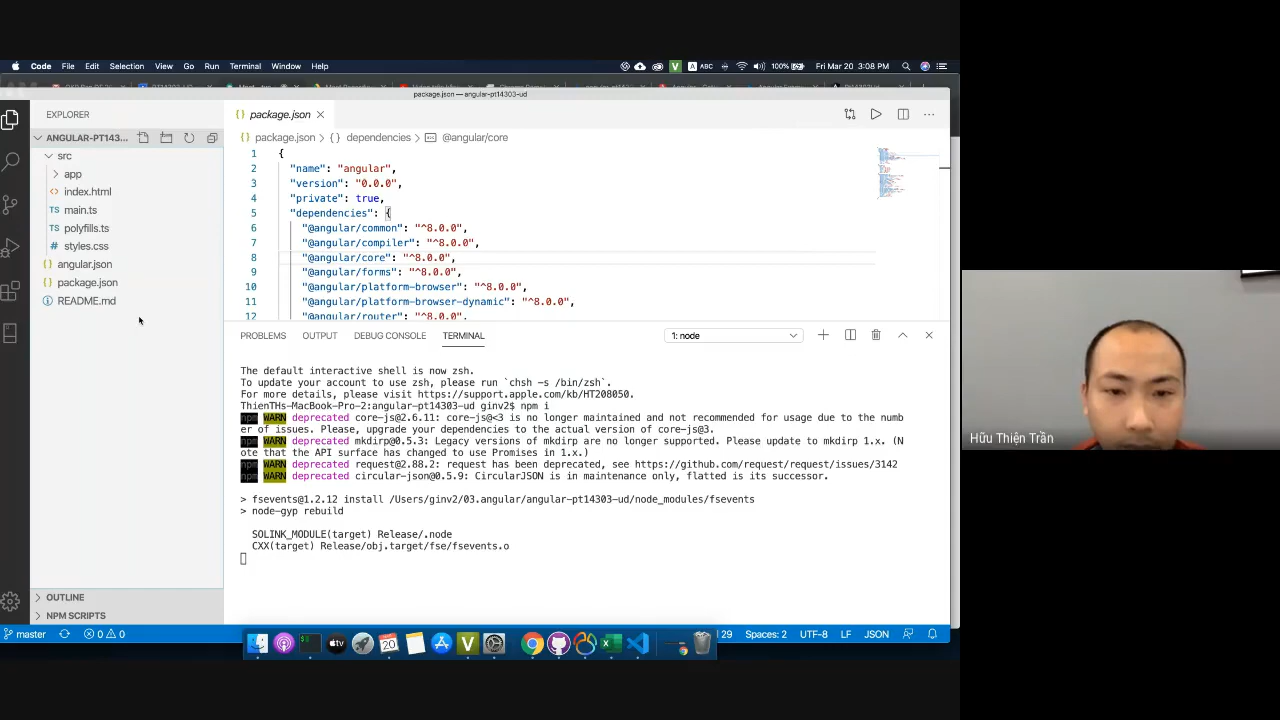 Code File Edit Selection View Go Run Terminal Window Help
V A ABC 100% Fri Mar 20 3:08 PM
package.json — angular-pt14303-ud
EXPLORER
ANGULAR-PT143...
src
app
index.html
main.ts
polyfills.ts
styles.css
angular.json
package.json
README.md
OUTLINE
NPM SCRIPTS
package.json
package.json > {} dependencies > @angular/core
1 {
2 "name": "angular",
3 "version": "0.0.0",
4 "private": true,
5 "dependencies": {
6 "@angular/common": "^8.0.0",
7 "@angular/compiler": "^8.0.0",
8 "@angular/core": "^8.0.0",
9 "@angular/forms": "^8.0.0",
10 "@angular/platform-browser": "^8.0.0",
11 "@angular/platform-browser-dynamic": "^8.0.0",
"@angular/router": "^8.0.0",
PROBLEMS OUTPUT DEBUG CONSOLE TERMINAL 1: node
The default interactive shell is now zsh.
To update your account to use zsh, please run `chsh -s /bin/zsh`.
For more details, please visit https://support.apple.com/kb/HT208050.
ThienTHs-MacBook-Pro-2:angular-pt14303-ud ginv2$ npm i
npm WARN deprecated core-js@2.6.11: core-js@<3 is no longer maintained and not recommended for usage due to the numb
er of issues. Please, upgrade your dependencies to the actual version of core-js@3.
npm WARN deprecated mkdirp@0.5.3: Legacy versions of mkdirp are no longer supported. Please update to mkdirp 1.x. (N
ote that the API surface has changed to use Promises in 1.x.)
npm WARN deprecated request@2.88.2: request has been deprecated, see https://github.com/request/request/issues/3142
npm WARN deprecated circular-json@0.5.9: CircularJSON is in maintenance only, flatted is its successor.
> fsevents@1.2.12 install /Users/ginv2/03.angular/angular-pt14303-ud/node_modules/fsevents
> node-gyp rebuild
SOLINK_MODULE(target) Release/.node
CXX(target) Release/obj.target/fse/fsevents.o
master 0 0 29 Spaces: 2 UTF-8 LF JSON
20
Hữu Thiện Trần